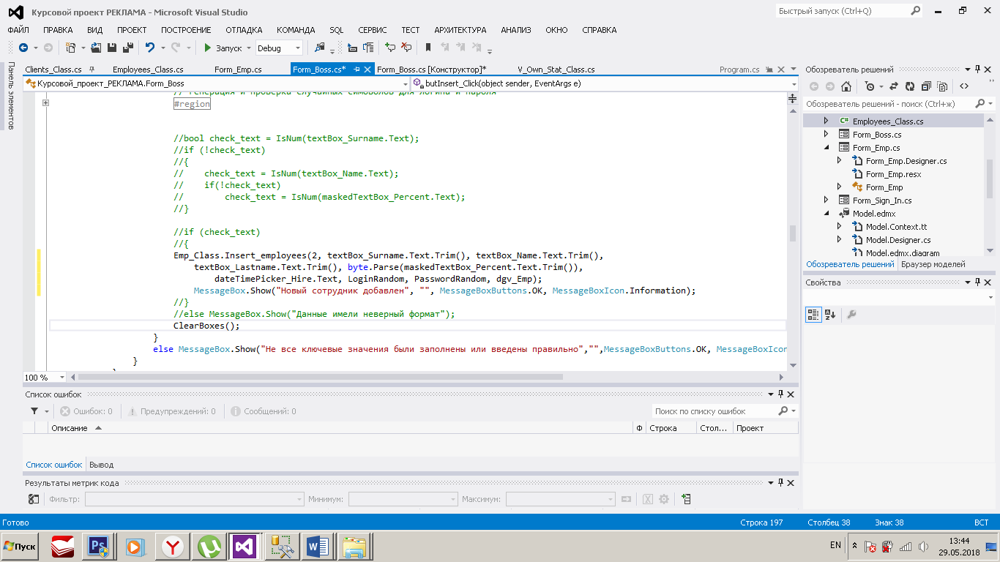 Курсовой проект РЕКЛАМА - Microsoft Visual Studio
Быстрый запуск (Ctrl+Q)
ФАЙЛ ПРАВКА ВИД ПРОЕКТ ПОСТРОЕНИЕ ОТЛАДКА КОМАНДА SQL СЕРВИС ТЕСТ АРХИТЕКТУРА АНАЛИЗ ОКНО СПРАВКА
Запуск Debug
Панель элементов
Clients_Class.cs Employees_Class.cs Form_Emp.cs Form_Boss.cs* Form_Boss.cs [Конструктор]* V_Own_Stat_Class.cs Program.cs
Курсовой_проект_РЕКЛАМА.Form_Boss butInsert_Click(object sender, EventArgs e)
// Генерация и проверка случайных символов для логина и пароля
#region
//bool check_text = IsNum(textBox_Surname.Text);
//if (!check_text)
//{
// check_text = IsNum(textBox_Name.Text);
// if(!check_text)
// check_text = IsNum(maskedTextBox_Percent.Text);
//}
//if (check_text)
//{
Emp_Class.Insert_employees(2, textBox_Surname.Text.Trim(), textBox_Name.Text.Trim(),
textBox_Lastname.Text.Trim(), byte.Parse(maskedTextBox_Percent.Text.Trim()),
dateTimePicker_Hire.Text, LoginRandom, PasswordRandom, dgv_Emp);
MessageBox.Show("Новый сотрудник добавлен", "", MessageBoxButtons.OK, MessageBoxIcon.Information);
//}
//else MessageBox.Show("Данные имели неверный формат");
ClearBoxes();
}
else MessageBox.Show("Не все ключевые значения были заполнены или введены правильно","",MessageBoxButtons.OK, MessageBoxIcon
}
100 %
Список ошибок
Ошибок: 0 Предупреждений: 0 Сообщений: 0
Поиск по списку ошибок
Описание Ф Строка Стол... Проект
Список ошибок Вывод
Результаты метрик кода
Фильтр: Минимум: Максимум:
Обозреватель решений
Обозреватель решений - поиск (Ctrl+ж)
Employees_Class.cs
Form_Boss.cs
Form_Emp.cs
Form_Emp.Designer.cs
Form_Emp.resx
Form_Emp
Form_Sign_In.cs
Model.edmx
Model.Context.tt
Model.Designer.cs
Model.edmx.diagram
Обозреватель решений Браузер моделей
Свойства
Готово Строка 197 Столбец 38 Знак 38 ВСТ
Пуск
EN
13:44
29.05.2018